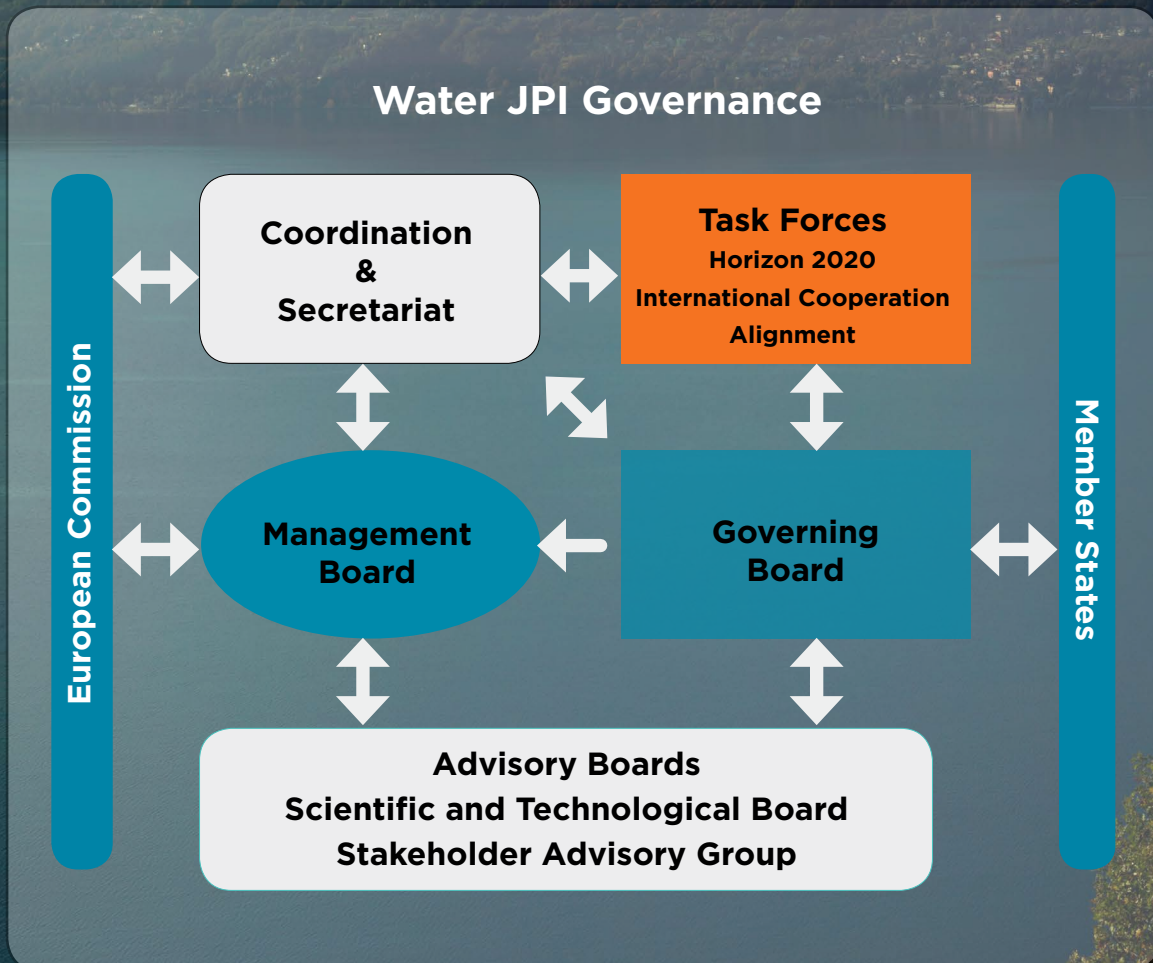 Water JPI Governance
European Commission
Coordination
&
Secretariat
Task Forces
Horizon 2020
International Cooperation
Alignment
Management
Board
Governing
Board
Member States
Advisory Boards
Scientific and Technological Board
Stakeholder Advisory Group